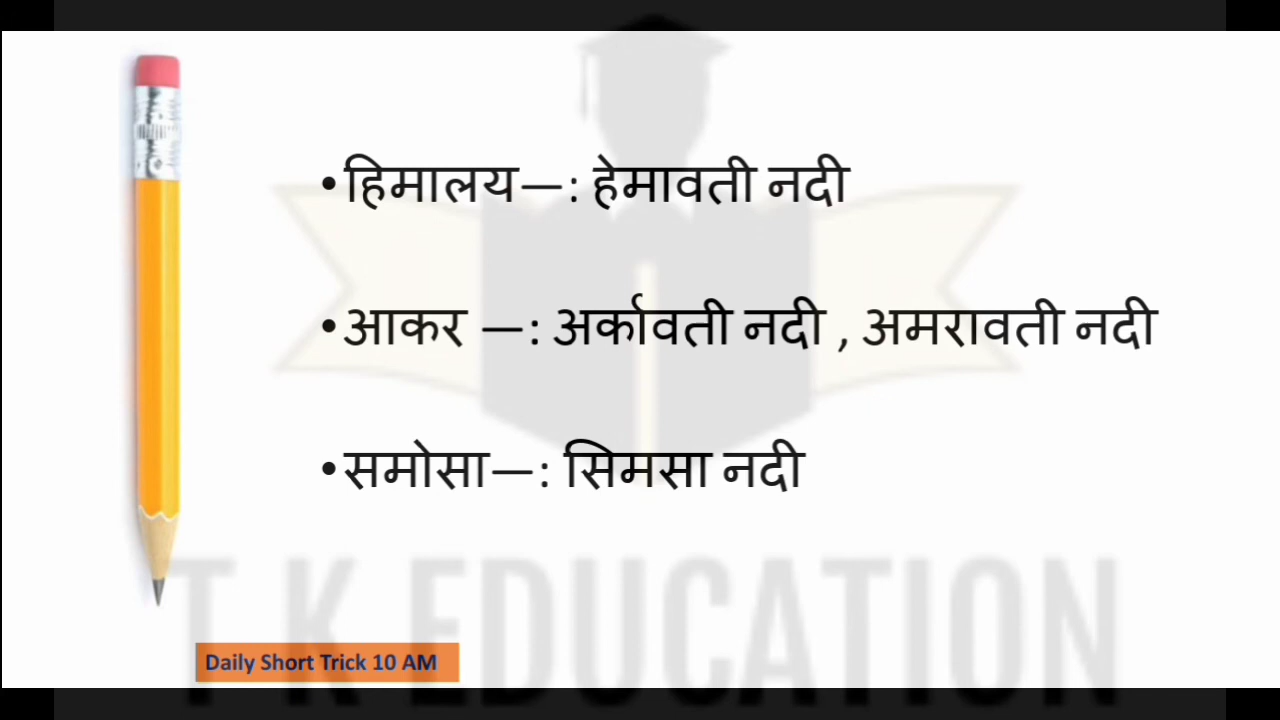 •हिमालय—: हेमावती नदी
•आकर —: अर्कावती नदी , अमरावती नदी
•समोसा—: सिमसा नदी
T K EDUCATION
Daily Short Trick 10 AM